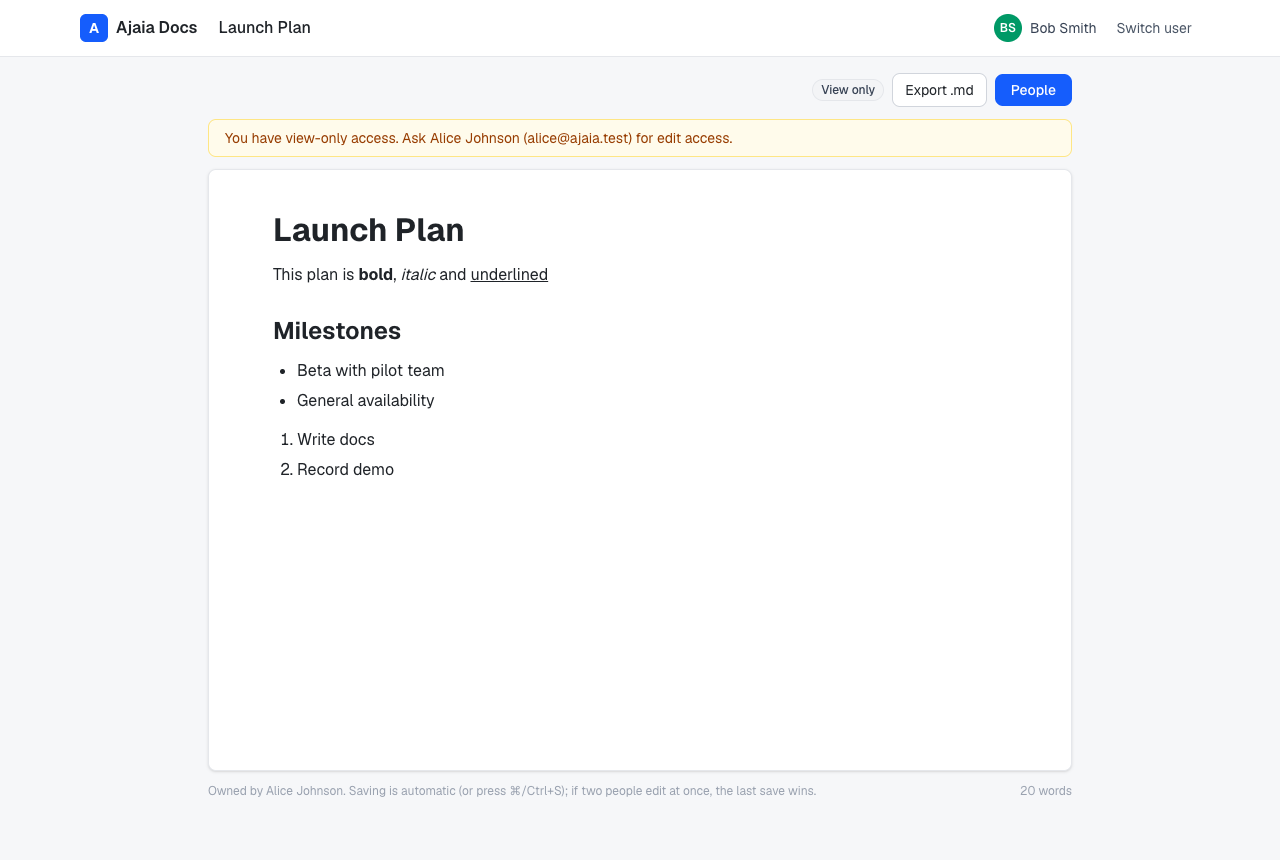 A Ajaia Docs Launch Plan BS Bob Smith Switch user
View only Export .md People
You have view-only access. Ask Alice Johnson (alice@ajaia.test) for edit access.
Launch Plan
This plan is bold, italic and underlined
Milestones
• Beta with pilot team
• General availability
1. Write docs
2. Record demo
Owned by Alice Johnson. Saving is automatic (or press ⌘/Ctrl+S); if two people edit at once, the last save wins. 20 words